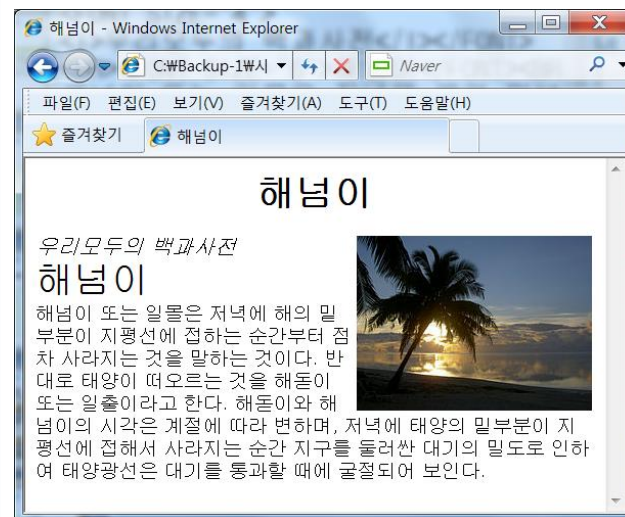 해넘이 - Windows Internet Explorer
C:₩Backup-1₩시
Naver
파일(F) 편집(E) 보기(V) 즐겨찾기(A) 도구(T) 도움말(H)
즐겨찾기 해넘이
해넘이
우리모두의 백과사전
해넘이
해넘이 또는 일몰은 저녁에 해의 밑
부분이 지평선에 접하는 순간부터 점
차 사라지는 것을 말하는 것이다. 반
대로 태양이 떠오르는 것을 해돋이
또는 일출이라고 한다. 해돋이와 해
넘이의 시각은 계절에 따라 변하며, 저녁에 태양의 밑부분이 지
평선에 접해서 사라지는 순간 지구를 둘러싼 대기의 밀도로 인하
여 태양광선은 대기를 통과할 때에 굴절되어 보인다.